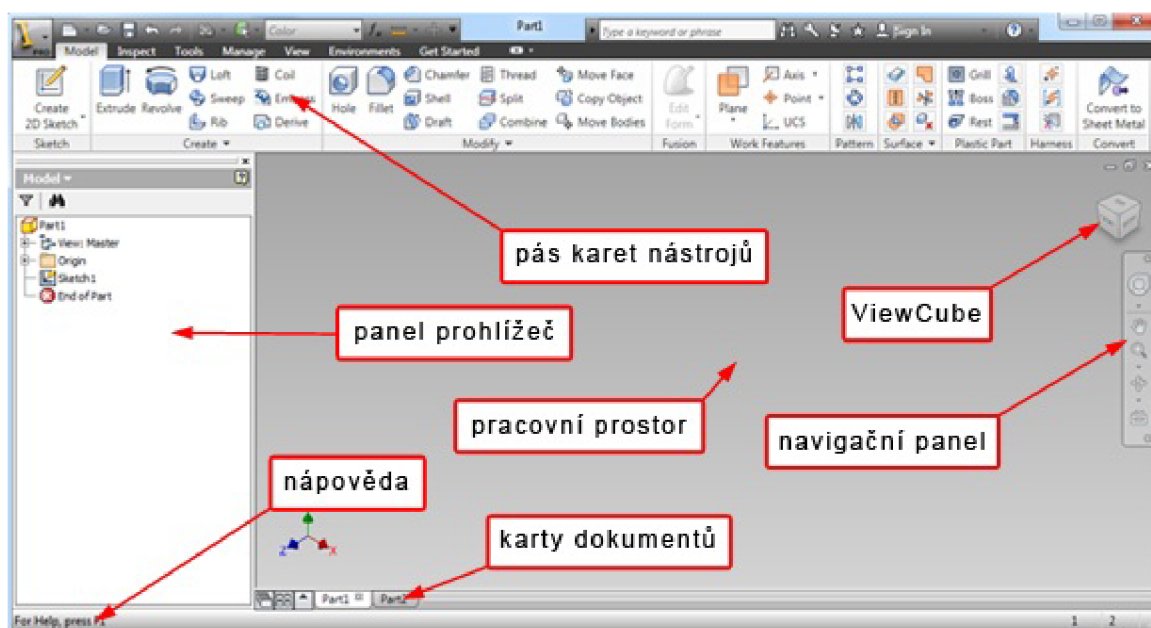 PRO
Color
Part1
Type a keyword or phrase
Sign In
Model Inspect Tools Manage View Environments Get Started
Create
2D Sketch
Extrude
Revolve
Loft
Sweep
Rib
Coil
Emboss
Derive
Hole
Fillet
Chamfer
Shell
Draft
Thread
Split
Combine
Move Face
Copy Object
Move Bodies
Edit
Form
Plane
Axis
Point
UCS
Grill
Boss
Rest
Convert to
Sheet Metal
Sketch
Create
Modify
Fusion
Work Features
Pattern
Surface
Plastic Part
Harness
Convert
Model
Part1
View: Master
Origin
Sketch1
End of Part
pás karet nástrojů
ViewCube
panel prohlížeč
pracovní prostor
navigační panel
nápověda
karty dokumentů
Z
X
Part1
Part2
For Help, press F1
1 2